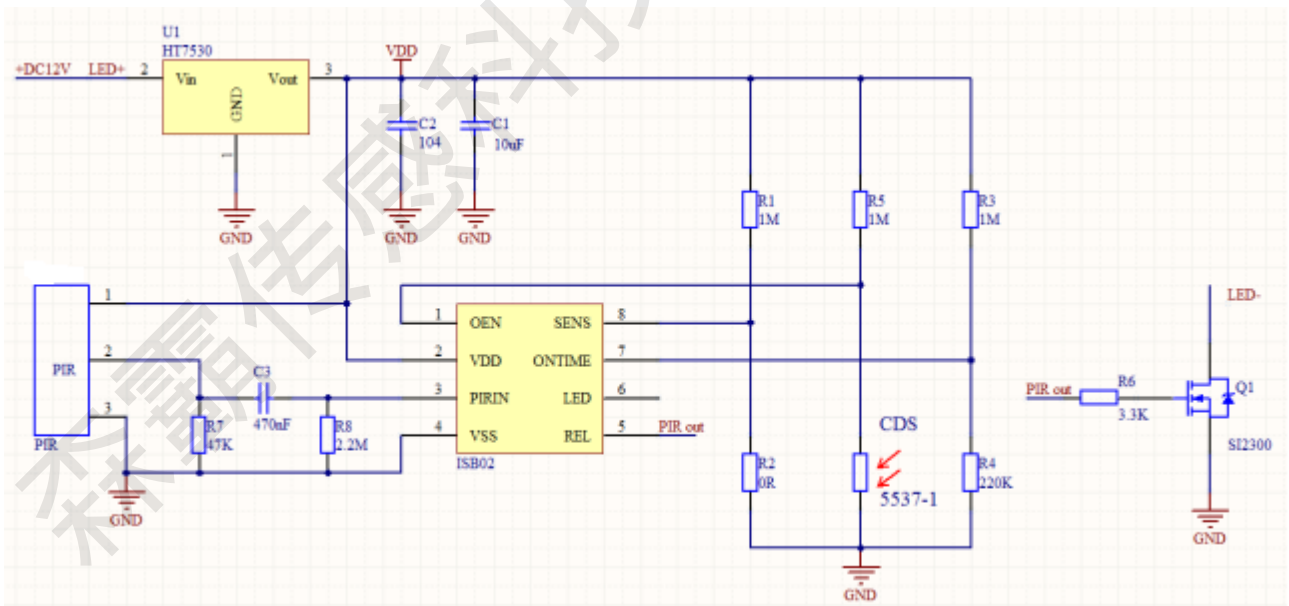 U1
HT7530
+DC12V LED+ 2 Vin Vout 3
GND
1
GND
VDD
C2
104
C1
10uF
GND
GND
R1
1M
R5
1M
R3
1M
PIR
1
2
3
PIR
C3
470nF
R7
47K
R8
2.2M
GND
1 OEN SENS 8
2 VDD ONTIME 7
3 PIRIN LED 6
4 VSS REL 5 PIR out
ISB02
R2
0R
CDS
5537-1
R4
220K
GND
LED-
PIR out
R6
3.3K
Q1
SI2300
GND
森霸传感科技